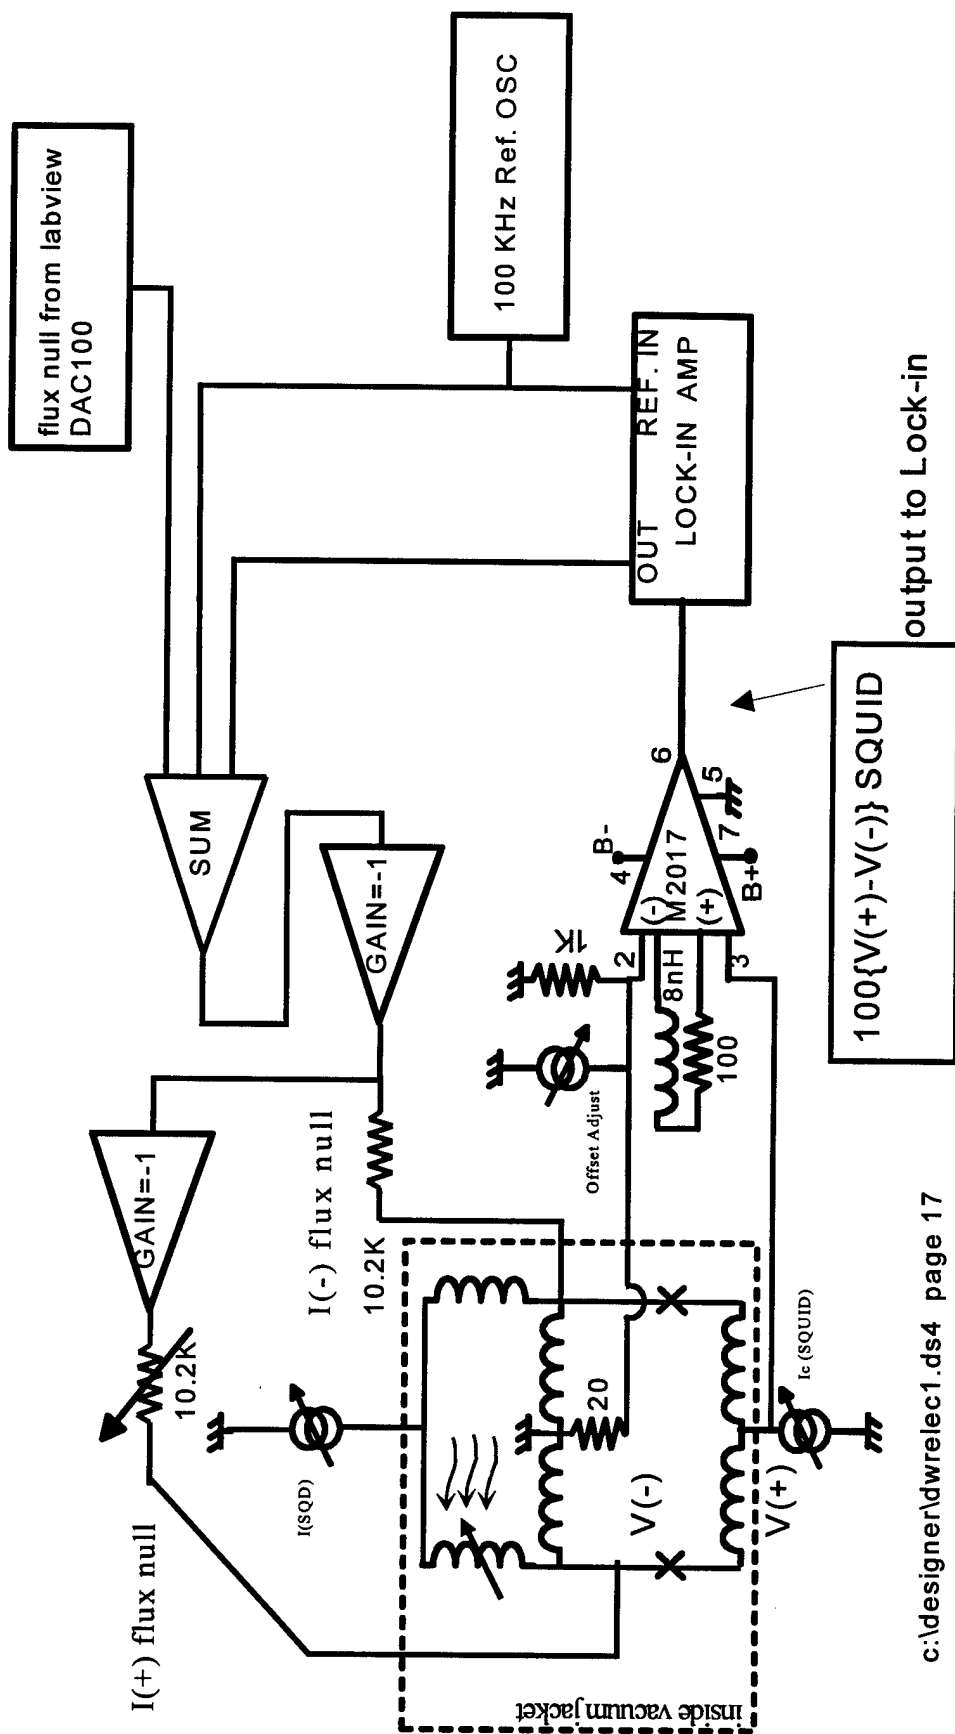 flux null from labview
DAC100
100 KHz Ref. OSC
SUM
GAIN=-1
GAIN=-1
OUT
REF. IN
LOCK-IN AMP
output to Lock-in
100{V(+)-V(-)} SQUID
6
5
7
4
B-
B+
M2017
(-)
(+)
2
3
1K
8nH
100
Offset Adjust
I(-) flux null
10.2K
I(+) flux null
10.2K
I(SQD)
20
V(-)
V(+)
Ic (SQUID)
inside vacuum jacket
c:\designer\dwrelec1.ds4 page 17